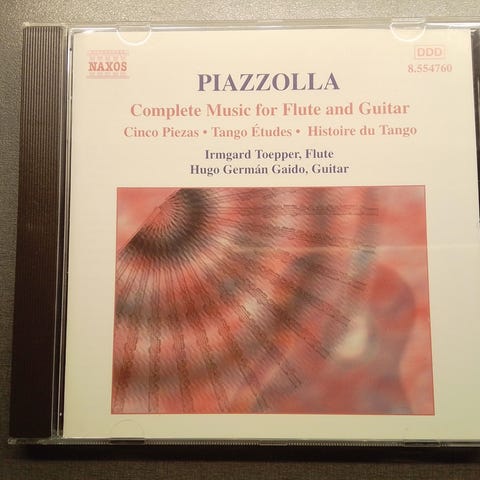 NAXOS
DDD
8.554760
PIAZZOLLA
Complete Music for Flute and Guitar
Cinco Piezas • Tango Études • Histoire du Tango
Irmgard Toepper, Flute
Hugo Germán Gaido, Guitar